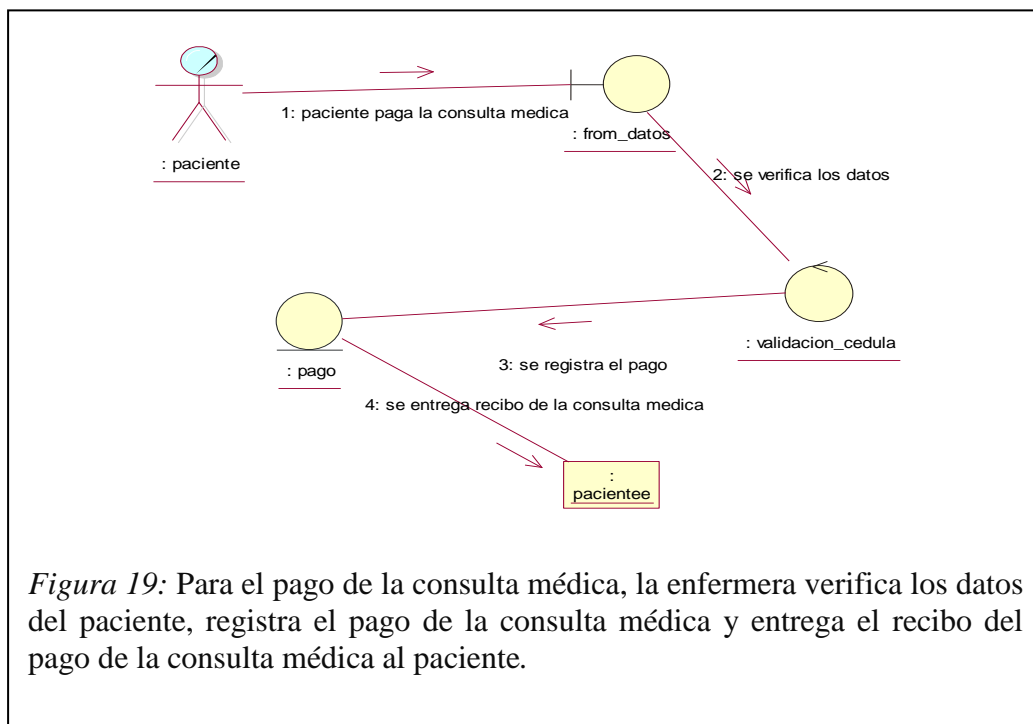 1: paciente paga la consulta medica
: from_datos
: paciente
2: se verifica los datos
: validacion_cedula
3: se registra el pago
: pago
4: se entrega recibo de la consulta medica
:
pacientee
Figura 19: Para el pago de la consulta médica, la enfermera verifica los datos
del paciente, registra el pago de la consulta médica y entrega el recibo del
pago de la consulta médica al paciente.